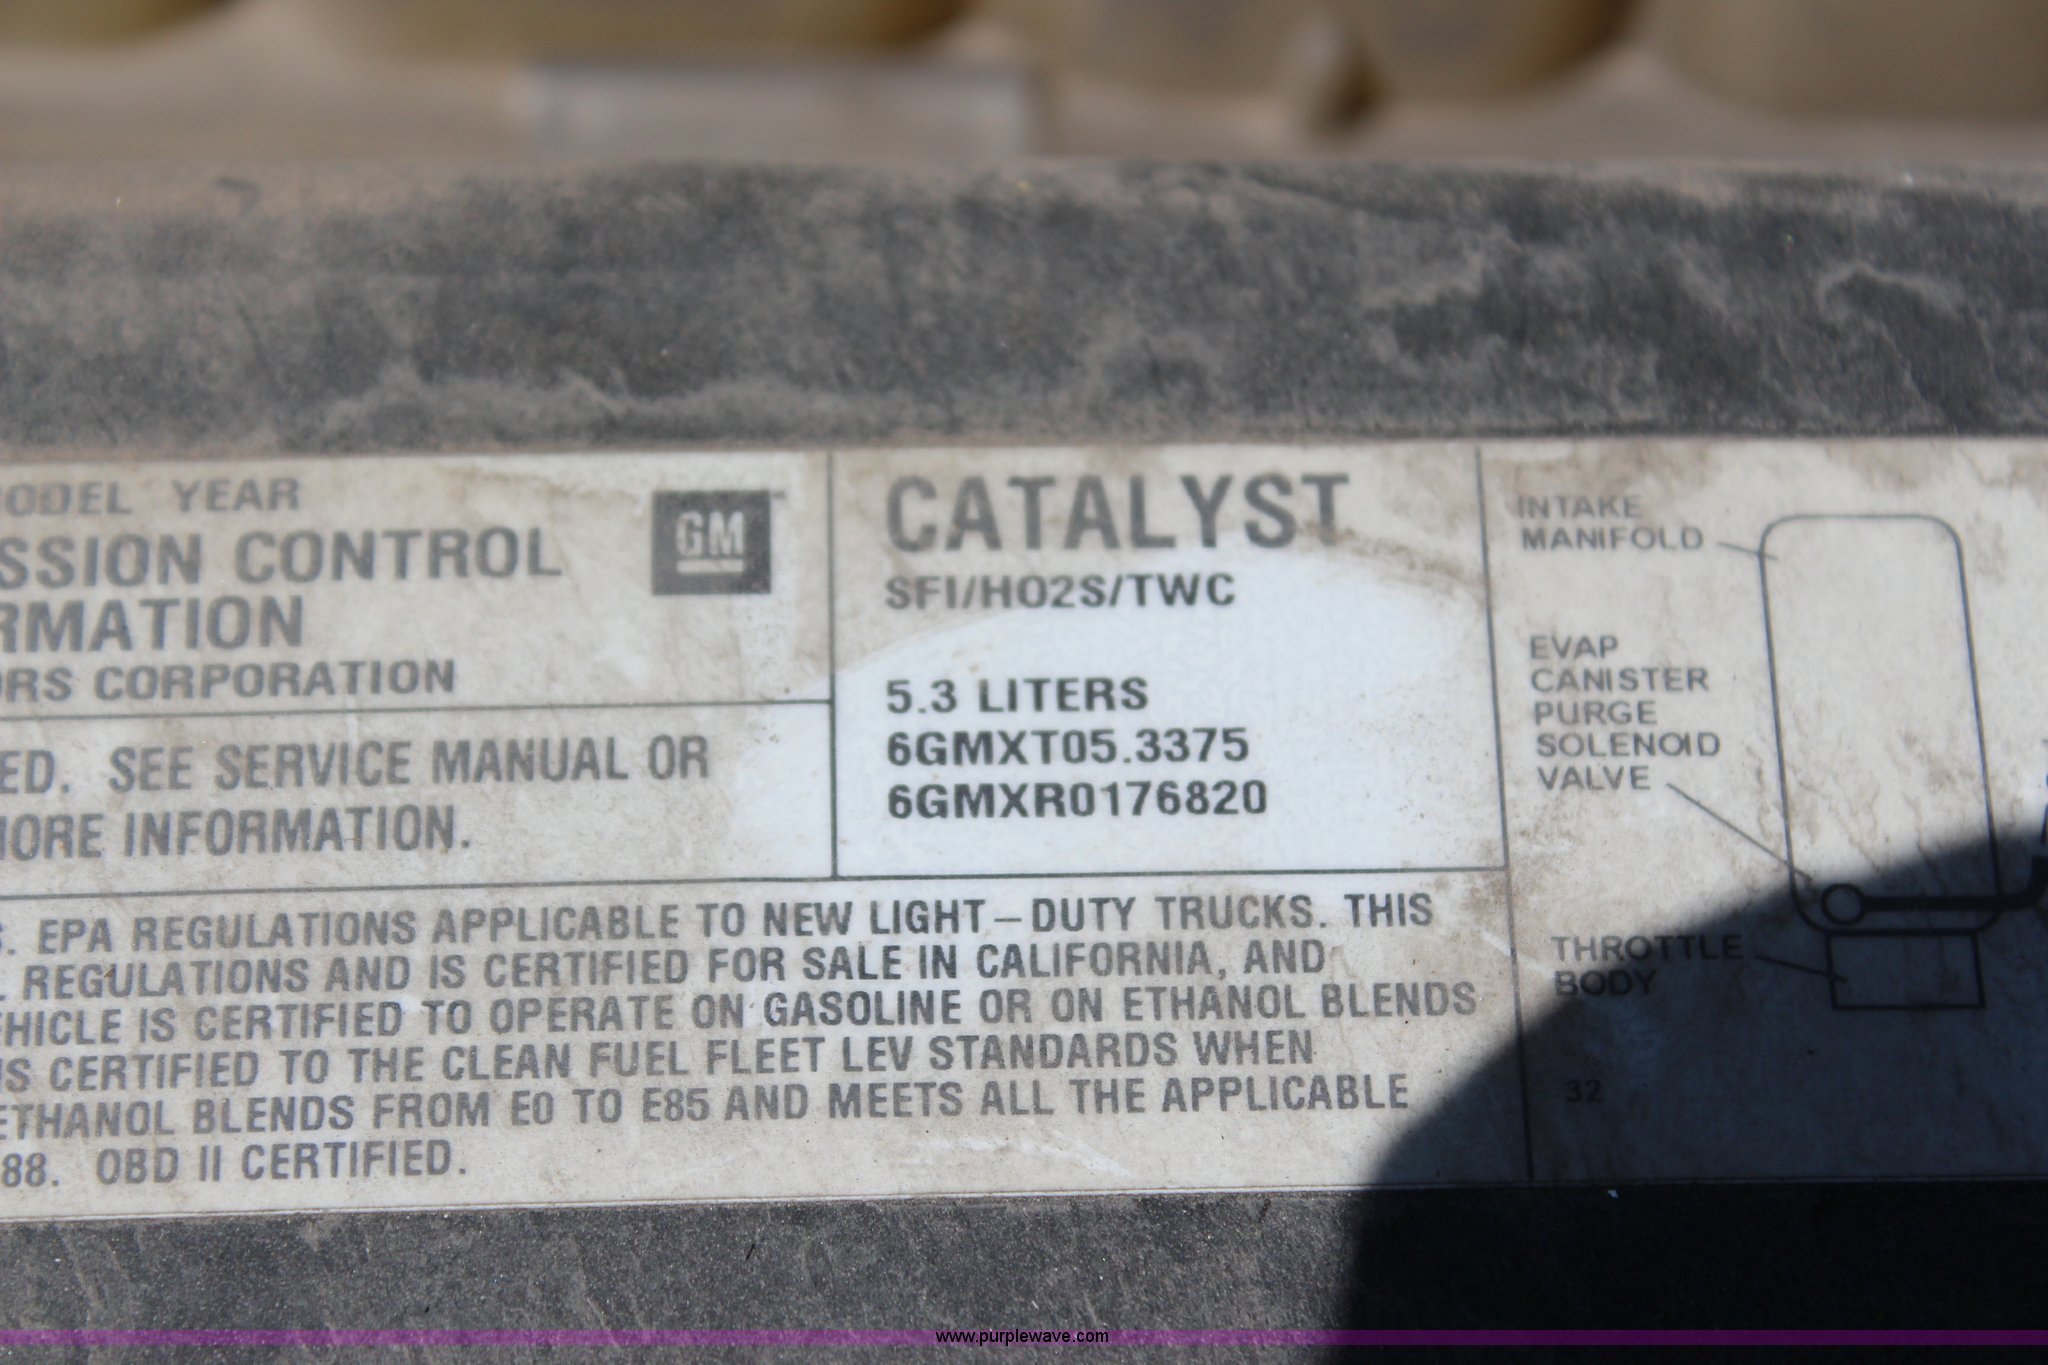 MODEL YEAR
SSION CONTROL
RMATION
ORS CORPORATION
GM
ED. SEE SERVICE MANUAL OR
MORE INFORMATION.
CATALYST
SFI/HO2S/TWC
5.3 LITERS
6GMXT05.3375
6GMXR0176820
. EPA REGULATIONS APPLICABLE TO NEW LIGHT–DUTY TRUCKS. THIS
REGULATIONS AND IS CERTIFIED FOR SALE IN CALIFORNIA, AND
EHICLE IS CERTIFIED TO OPERATE ON GASOLINE OR ON ETHANOL BLENDS
IS CERTIFIED TO THE CLEAN FUEL FLEET LEV STANDARDS WHEN
ETHANOL BLENDS FROM E0 TO E85 AND MEETS ALL THE APPLICABLE
88. OBD II CERTIFIED.
INTAKE
MANIFOLD
EVAP
CANISTER
PURGE
SOLENOID
VALVE
THROTTLE
BODY
32
www.purplewave.com